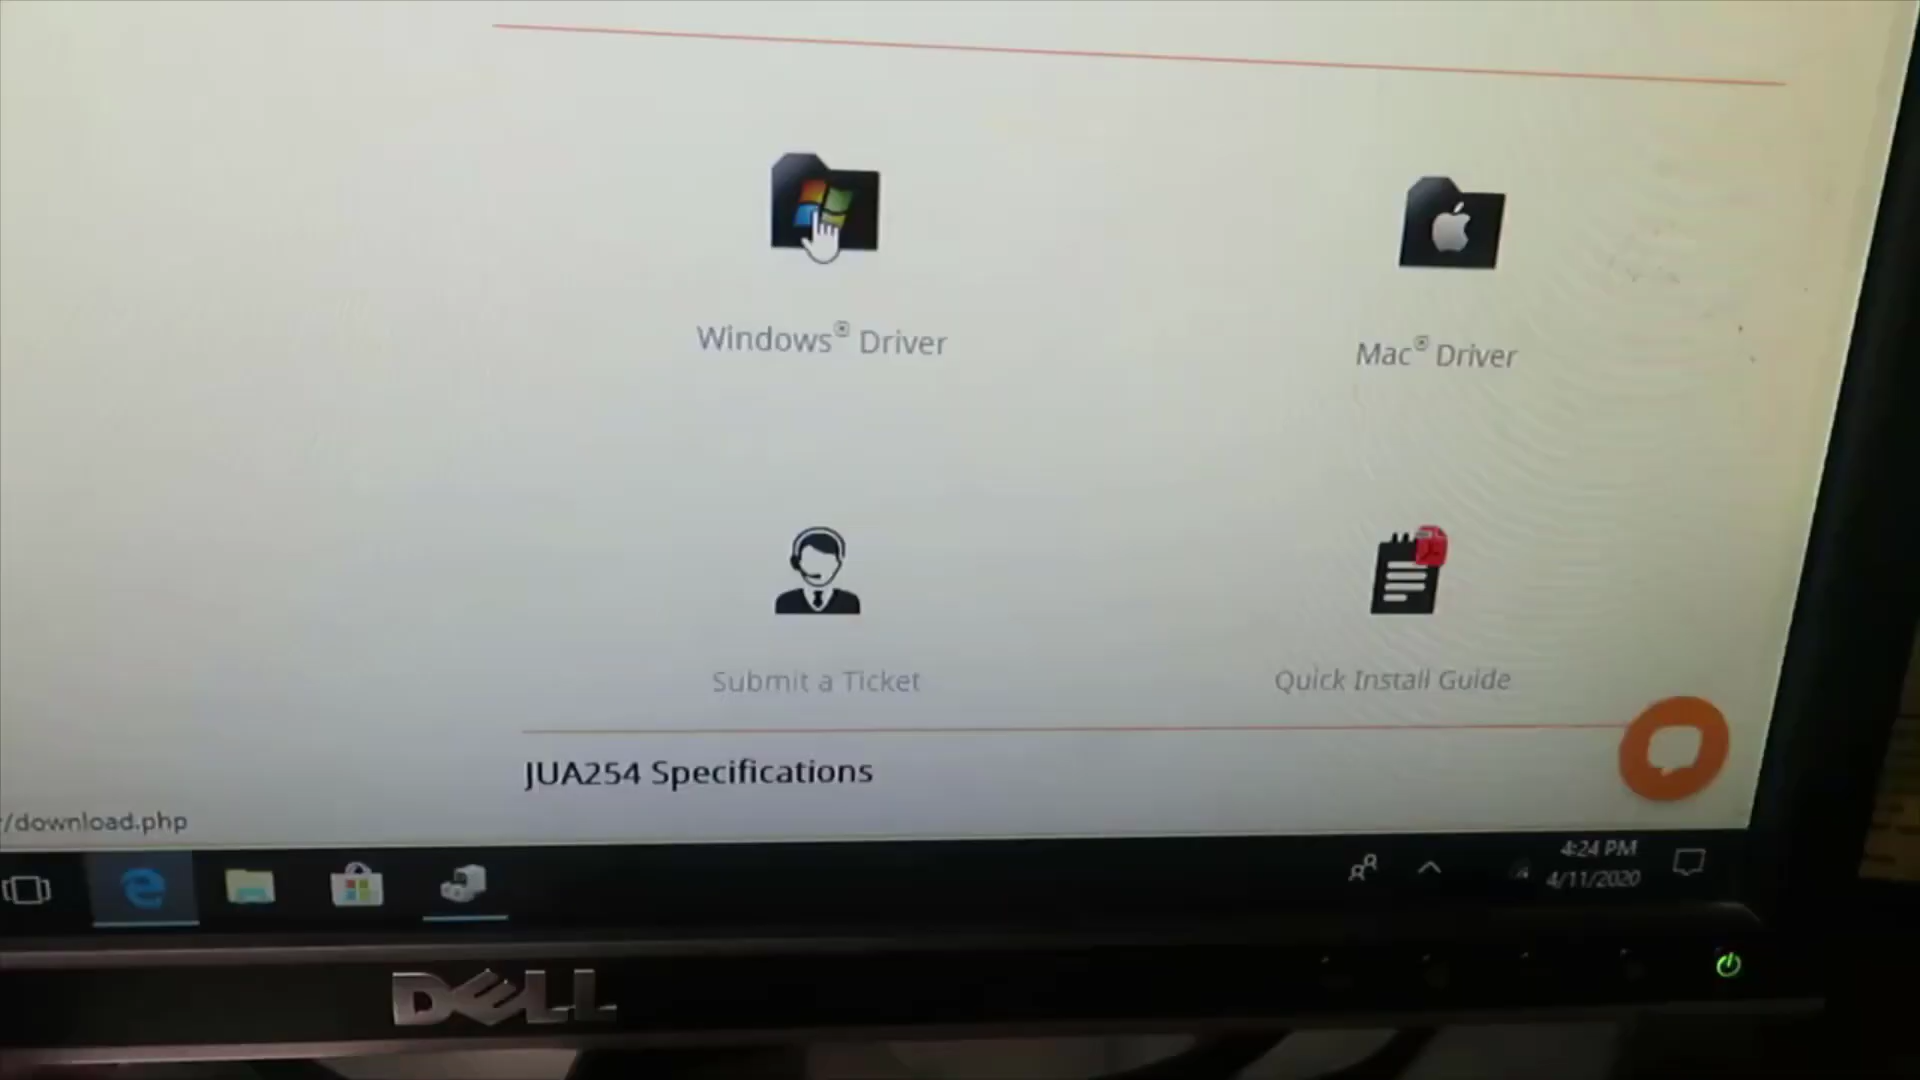 Windows® Driver
Mac® Driver
Submit a Ticket
Quick Install Guide
JUA254 Specifications
/download.php
4:24 PM
4/11/2020
DELL